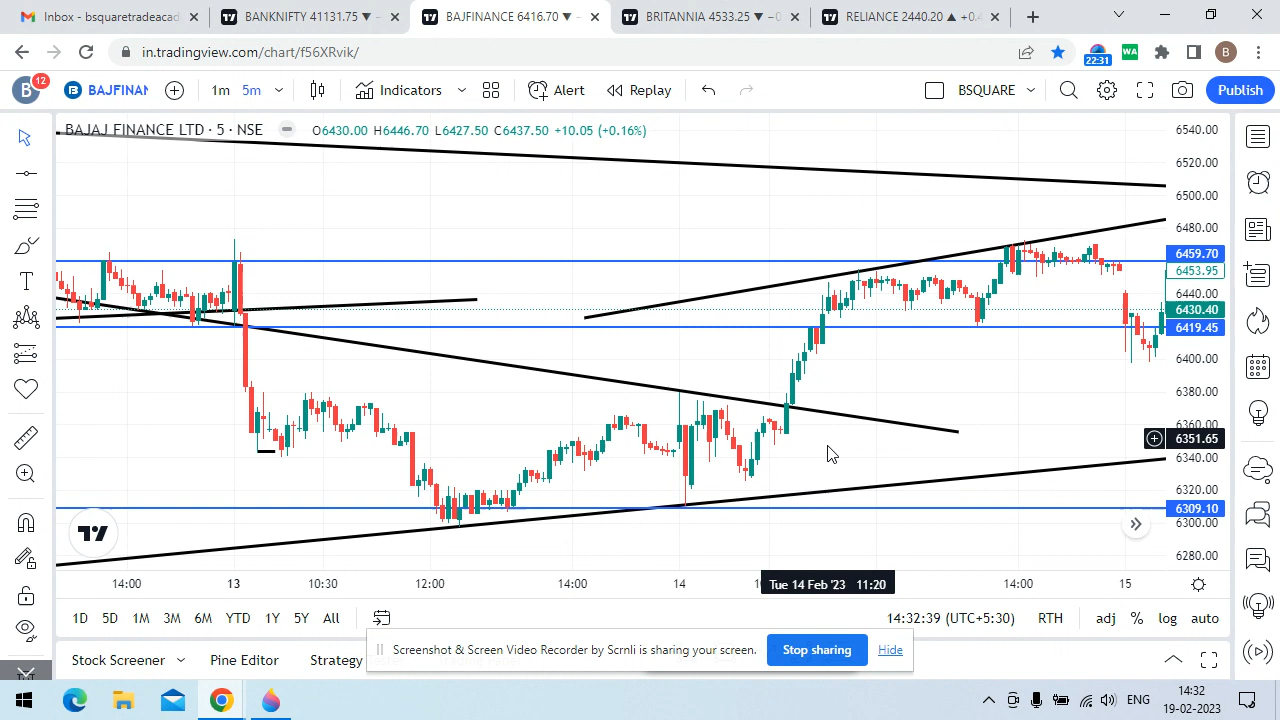 Inbox - bsquaretradetrad
BANKNIFTY 41131.75 ▼ −
BAJFINANCE 6416.70 ▼ −
RELIANCE 2440.20 ▲ +0.4
in.tradingview.com/chart/f56XRvik/
22:31
WA
B
B
12
BAJFINAN
1m
5m
Indicators
Alert
Replay
BSQUARE
Publish
BAJAJ FINANCE LTD · 5 · NSE
O6430.00 H6446.70 L6427.50 C6437.50 +10.05 (+0.16%)
6540.00
6520.00
6500.00
6480.00
6459.70
6453.95
6440.00
6430.40
6419.45
6400.00
6380.00
6360.00
6351.65
6340.00
6320.00
6309.10
6300.00
6280.00
14:00
13
10:30
12:00
14:00
14
Tue 14 Feb '23 11:20
14:00
15
1D 5D 1M 3M 6M YTD 1Y 5Y All
14:32:39 (UTC+5:30)
RTH
adj
%
log
auto
Stock Screener
Pine Editor
Screenshot & Screen Video Recorder by Scrnli is sharing your screen.
Stop sharing
Hide
ENG
14:32
19-02-2023